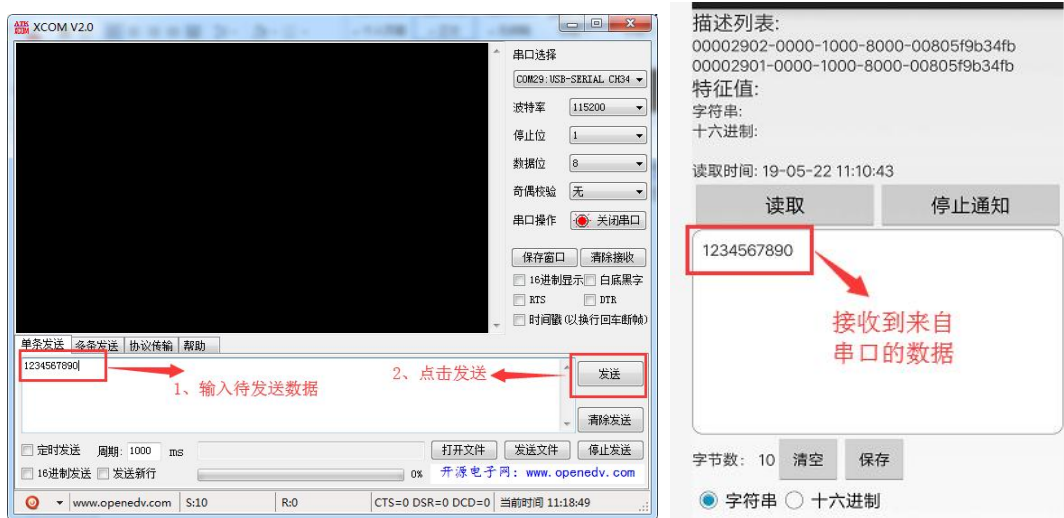 XCOM V2.0
串口选择
COM29:USB-SERIAL CH34
波特率 115200
停止位 1
数据位 8
奇偶校验 无
串口操作 关闭串口
保存窗口 清除接收
16进制显示 白底黑字
RTS DTR
时间戳(以换行回车断帧)
单条发送 多条发送 协议传输 帮助
1234567890
1、输入待发送数据
2、点击发送
发送
清除发送
定时发送 周期: 1000 ms 打开文件 发送文件 停止发送
16进制发送 发送新行 0% 开源电子网: www.openedv.com
www.openedv.com S:10 R:0 CTS=0 DSR=0 DCD=0 当前时间 11:18:49
描述列表:
00002902-0000-1000-8000-00805f9b34fb
00002901-0000-1000-8000-00805f9b34fb
特征值:
字符串:
十六进制:
读取时间: 19-05-22 11:10:43
读取 停止通知
1234567890
接收到来自
串口的数据
字节数: 10 清空 保存
字符串 十六进制